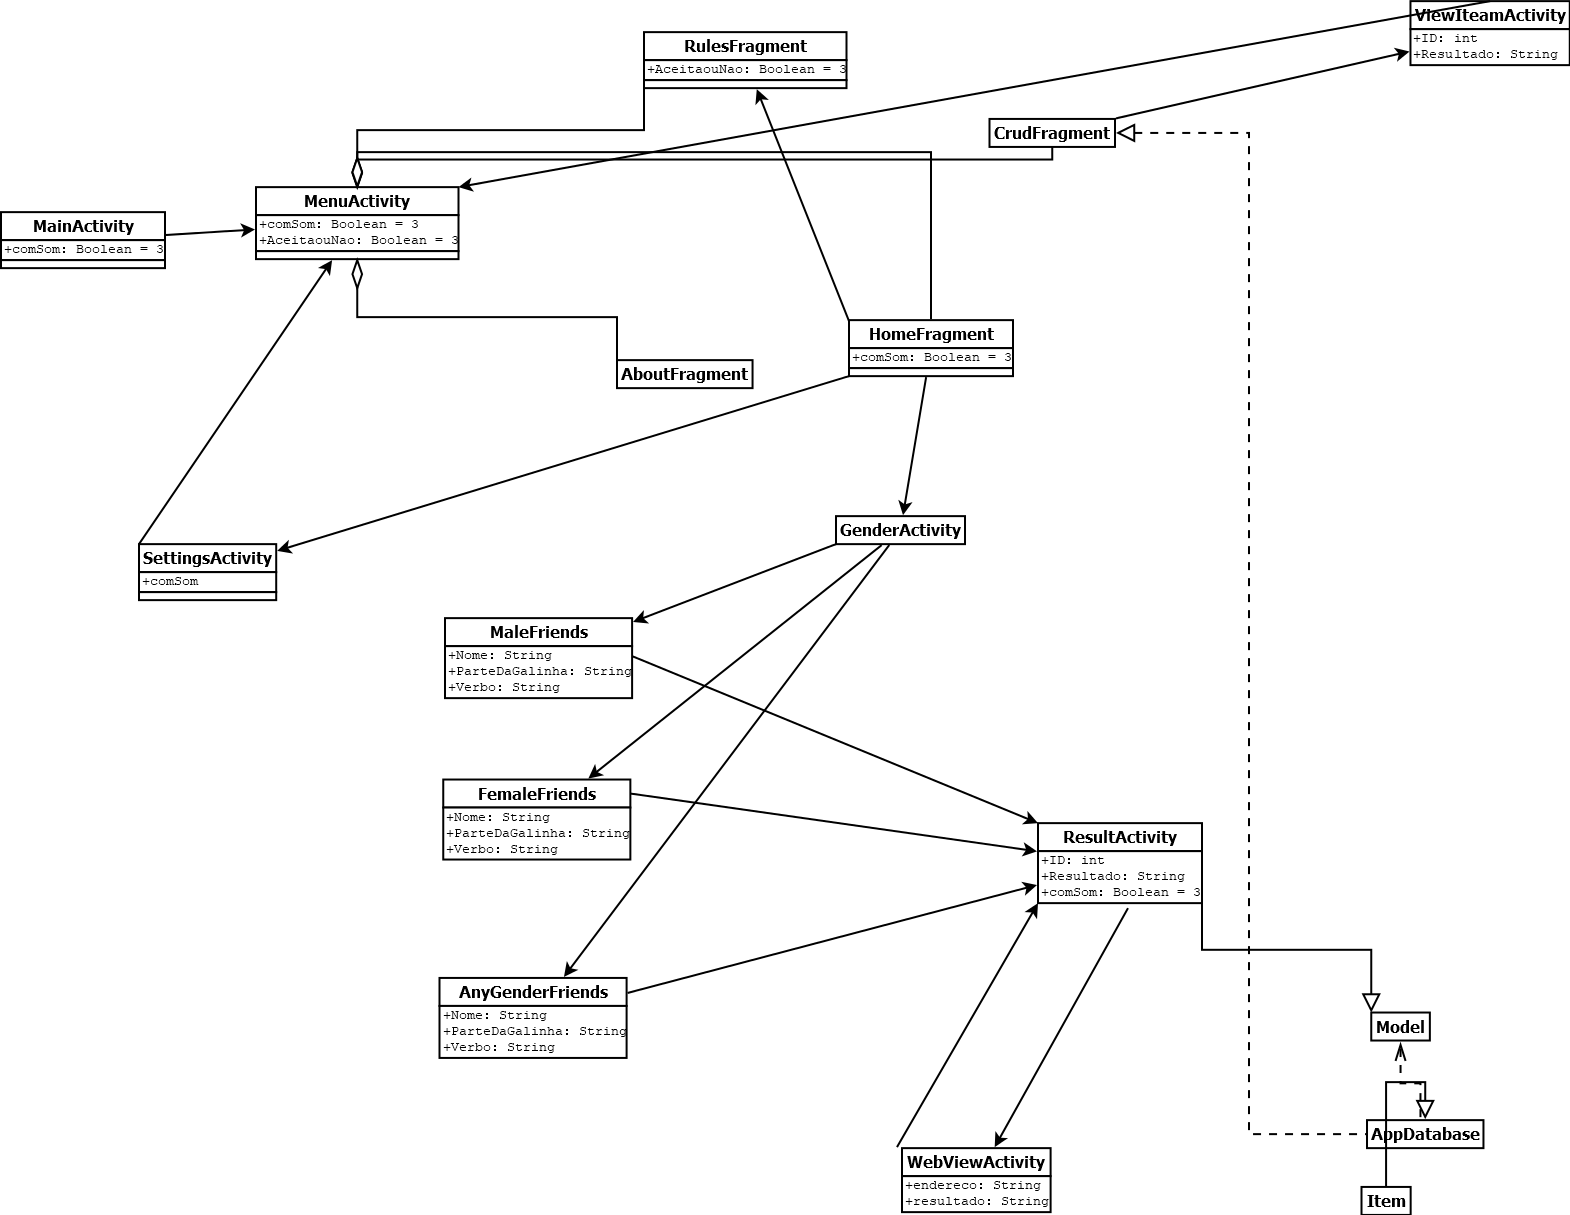 ViewIteamActivity
+ID: int
+Resultado: String
RulesFragment
+AceitaouNao: Boolean = 3
CrudFragment
MenuActivity
+comSom: Boolean = 3
+AceitaouNao: Boolean = 3
MainActivity
+comSom: Boolean = 3
HomeFragment
+comSom: Boolean = 3
AboutFragment
GenderActivity
SettingsActivity
+comSom
MaleFriends
+Nome: String
+ParteDaGalinha: String
+Verbo: String
FemaleFriends
+Nome: String
+ParteDaGalinha: String
+Verbo: String
ResultActivity
+ID: int
+Resultado: String
+comSom: Boolean = 3
AnyGenderFriends
+Nome: String
+ParteDaGalinha: String
+Verbo: String
Model
AppDatabase
WebViewActivity
+endereco: String
+resultado: String
Item